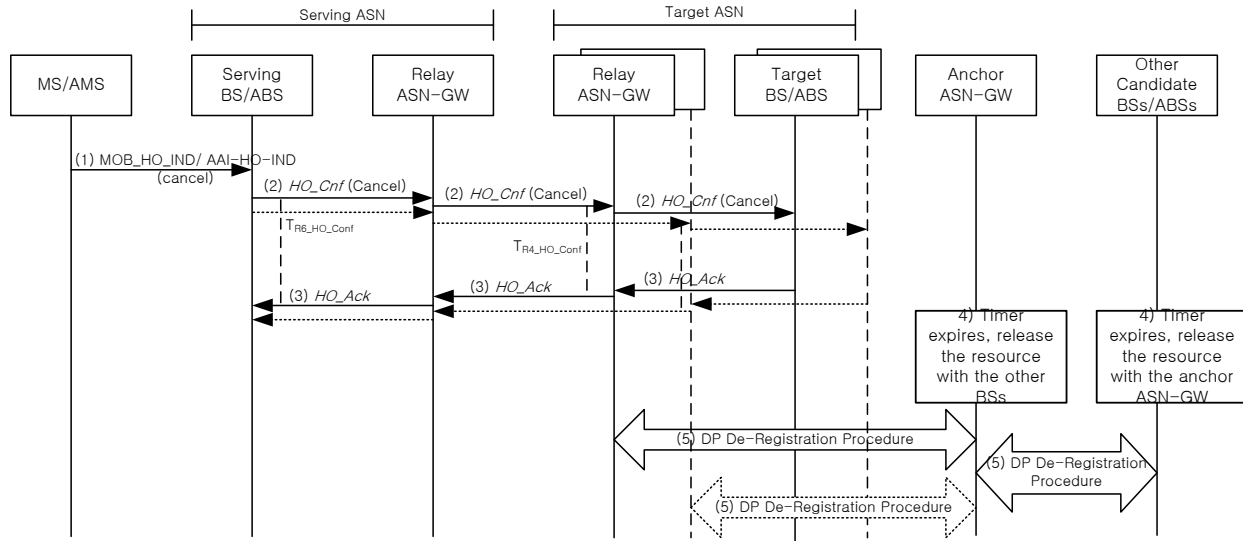 Serving ASN
Target ASN
MS/AMS
Serving
BS/ABS
Relay
ASN-GW
Relay
ASN-GW
Target
BS/ABS
Anchor
ASN-GW
Other
Candidate
BSs/ABSs
(1) MOB_HO_IND/ AAI-HO-IND
(cancel)
(2) HO_Cnf (Cancel)
(2) HO_Cnf (Cancel)
(2) HO_Cnf (Cancel)
TR6_HO_Conf
TR4_HO_Conf
(3) HO_Ack
(3) HO_Ack
(3) HO_Ack
4) Timer
expires, release
the resource
with the other
BSs
4) Timer
expires, release
the resource
with the anchor
ASN-GW
(5) DP De-Registration Procedure
(5) DP De-Registration
Procedure
(5) DP De-Registration Procedure